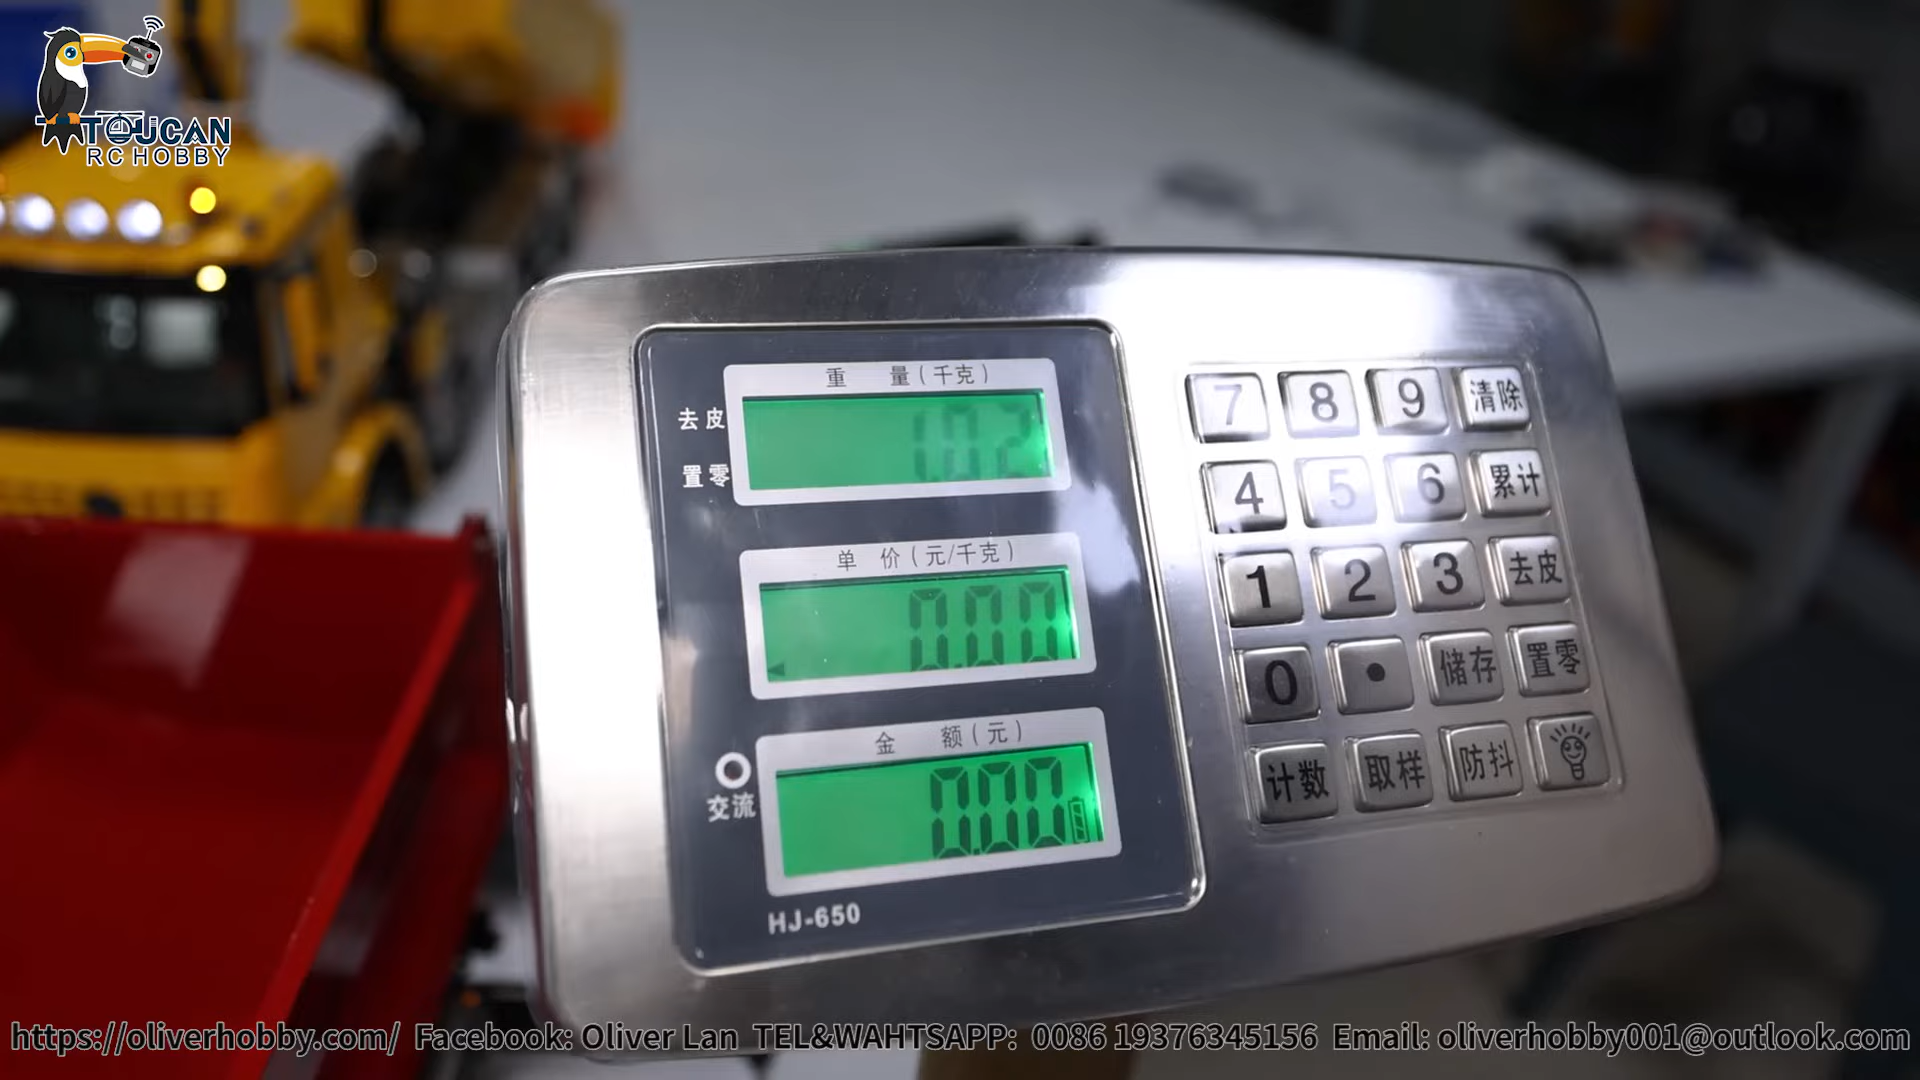 TOUCAN
RC HOBBY
重 量(千克)
去皮
1.02
置零
单 价(元/千克)
0.00
金 额(元)
0.00
交流
HJ-650
7 8 9 清除
4 5 6 累计
1 2 3 去皮
0 • 储存 置零
计数 取样 防抖
https://oliverhobby.com/ Facebook: Oliver Lan TEL&WAHTSAPP: 0086 19376345156 Email: oliverhobby001@outlook.com